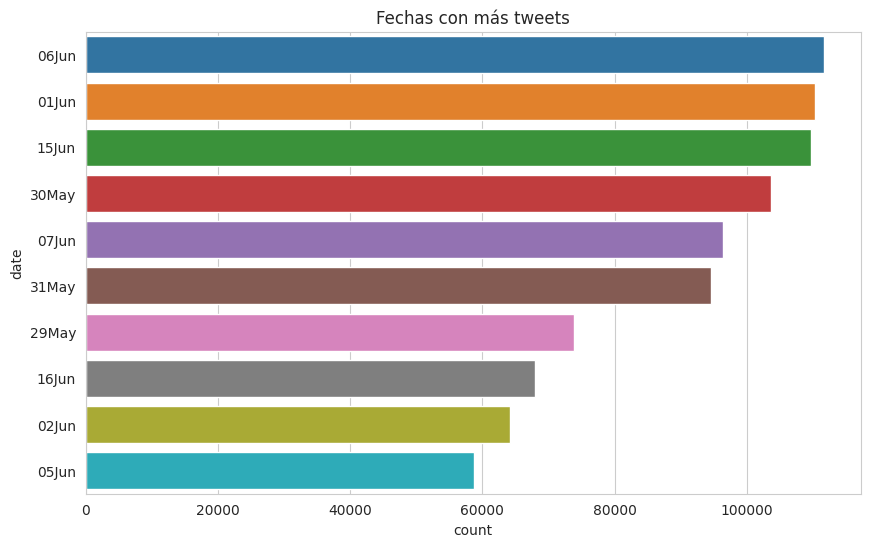 Fechas con más tweets
date
06Jun
01Jun
15Jun
30May
07Jun
31May
29May
16Jun
02Jun
05Jun
0 20000 40000 60000 80000 100000
count